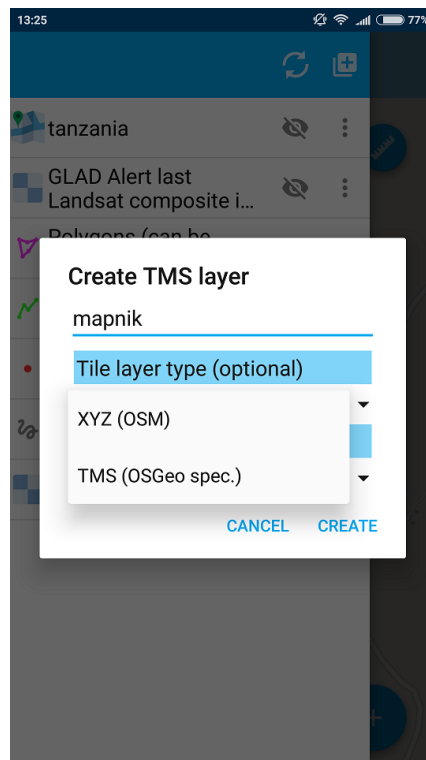 13:25
77%
tanzania
GLAD Alert last
Landsat composite i...
Polygons (can be
Create TMS layer
mapnik
Tile layer type (optional)
XYZ (OSM)
TMS (OSGeo spec.)
CANCEL
CREATE